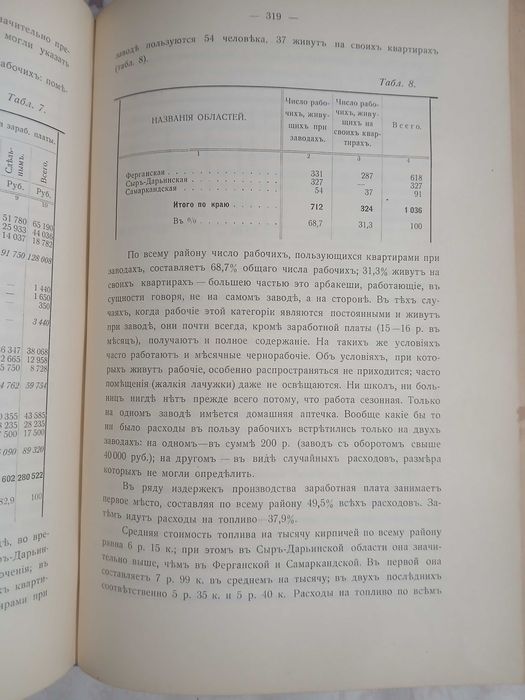 — 319 —
заводѣ пользуются 54 человѣка, 37 живутъ на своихъ квартирахъ
(табл. 8).
Табл. 8.
НАЗВАНІЯ ОБЛАСТЕЙ.
Число рабо-
чихъ, живу-
щихъ при
заводахъ.
Число рабо-
чихъ, живу-
щихъ на
своихъ квар-
тирахъ.
Всего.
1 2 3 4
Ферганская 331 287 618
Сыръ-Дарьинская 327 — 327
Самаркандская 54 37 91
Итого по краю 712 324 1 036
Въ % 68,7 31,3 100
По всему району число рабочихъ, пользующихся квартирами при
заводахъ, составляетъ 68,7% общаго числа рабочихъ; 31,3% живутъ на
своихъ квартирахъ — большею частью это арбакеши, работающіе, въ
сущности говоря, не на самомъ заводѣ, а на сторонѣ. Въ тѣхъ слу-
чаяхъ, когда рабочіе этой категоріи являются постоянными и живутъ
при заводѣ, они почти всегда, кромѣ заработной платы (15—16 р. въ
мѣсяцъ), получаютъ и полное содержаніе. На такихъ же условіяхъ
часто работаютъ и мѣсячные чернорабочіе. Объ условіяхъ, при кото-
рыхъ живутъ рабочіе, особенно распространяться не приходится; часто
помѣщенія (жалкія лачужки) даже не освѣщаются. Ни школъ, ни боль-
ницъ нигдѣ нѣтъ прежде всего потому, что работа сезонная. Только
на одномъ заводѣ имѣется домашняя аптечка. Вообще какіе бы то
ни было расходы въ пользу рабочихъ встрѣтились только на двухъ
заводахъ: на одномъ—въ суммѣ 200 р. (заводъ съ оборотомъ свыше
40 000 руб.); на другомъ — въ видѣ случайныхъ расходовъ, размѣра
которыхъ не могли опредѣлить.
Въ ряду издержекъ производства заработная плата занимаетъ
первое мѣсто, составляя по всему району 49,5% всѣхъ расходовъ. За-
тѣмъ идутъ расходы на топливо—37,9%.
Средняя стоимость топлива на тысячу кирпичей по всему району
равна 6 р. 15 к.; при этомъ въ Сыръ-Дарьинской области она значи-
тельно выше, чѣмъ въ Ферганской и Самаркандской. Въ первой она
составляетъ 7 р. 99 к. въ среднемъ на тысячу; въ двухъ послѣднихъ
соотвѣтственно 5 р. 35 к. и 5 р. 40 к. Расходы на топливо по всѣмъ